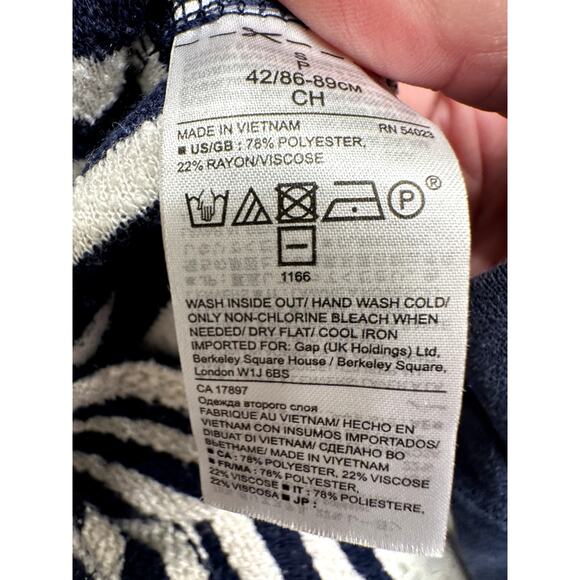 S
P
42/86-89CM
CH
MADE IN VIETNAM RN 54023
■ US/GB : 78% POLYESTER,
22% RAYON/VISCOSE
P ®
1166
WASH INSIDE OUT/ HAND WASH COLD/
ONLY NON-CHLORINE BLEACH WHEN
NEEDED/ DRY FLAT/ COOL IRON
IMPORTED FOR: Gap (UK Holdings) Ltd,
Berkeley Square House / Berkeley Square,
London W1J 6BS
CA 17897
Одежда второго слоя
FABRIQUE AU VIETNAM/ HECHO EN
VIETNAM CON INSUMOS IMPORTADOS/
DIBUAT DI VIETNAM/ СДЕЛАНО ВО
ВЬЕТНАМЕ/ MADE IN VIYETNAM
■ CA : 78% POLYESTER, 22% VISCOSE
■ FR/MA : 78% POLYESTER,
22% VISCOSE ■ IT : 78% POLIESTERE,
22% VISCOSA ■ JP :